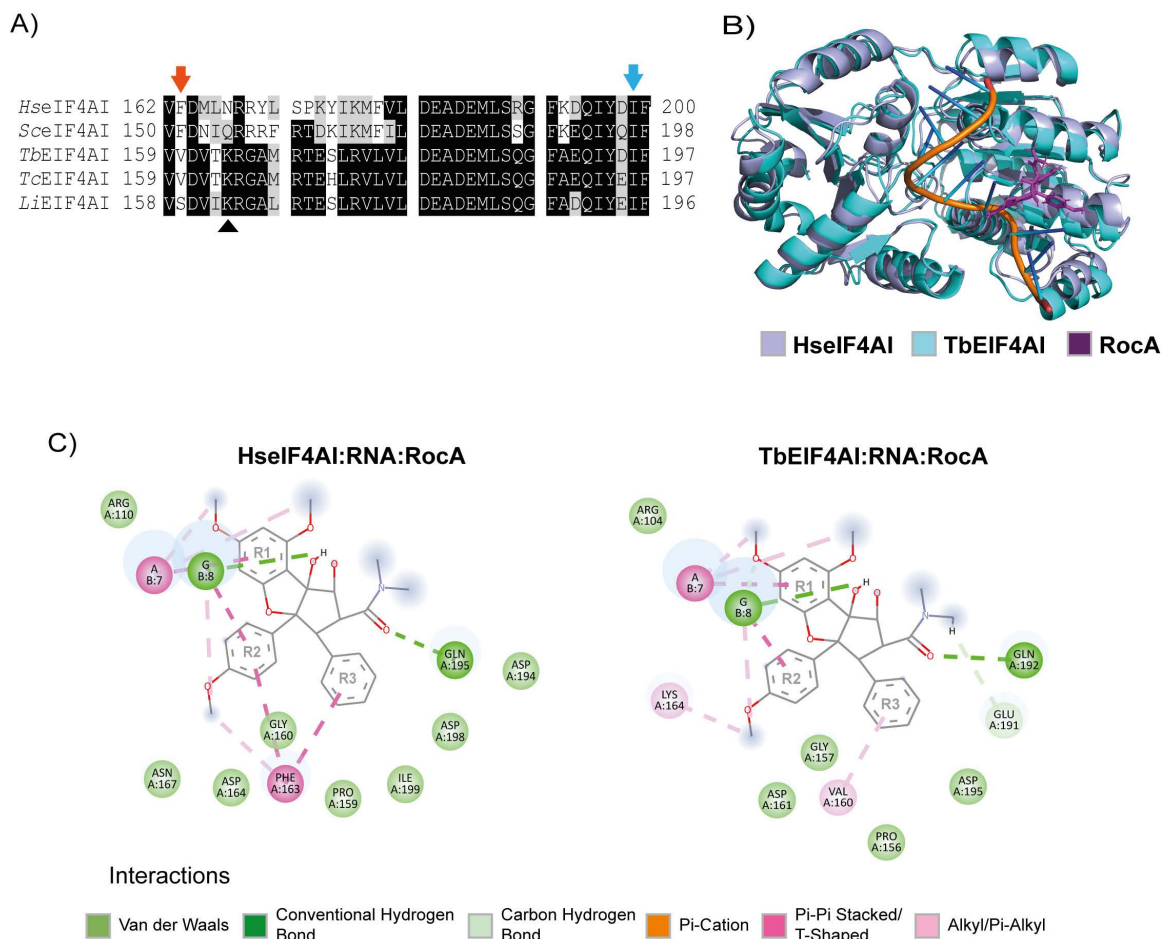 A)
HseIF4AI 162 VFDMLNRRYL SPKYIKMFVL DEADEMLSRG FKDQIYDIF 200
SceIF4AI 150 VFDNIQRRRF RTDKIKMFIL DEADEMLSSG FKEQIYQIF 198
TbEIF4AI 159 VVDVTKRGAM RTESLRVLVL DEADEMLSQG FAEQIYDIF 197
TcEIF4AI 159 VVDVTKRGAM RTEHLRVLVL DEADEMLSQG FAEQIYEIF 197
LiEIF4AI 158 VSDVIKRGAL RTESLRVLVL DEADEMLSQG FADQIYEIF 196
B)
HseIF4AI TbEIF4AI RocA
C)
HseIF4AI:RNA:RocA
ARG
A:110
A
B:7
G
B:8
R1
H
O
O
O
O
O
N
O
R2
R3
O
GLN
A:195
ASP
A:194
GLY
A:160
ASP
A:198
ASN
A:167
ASP
A:164
PHE
A:163
PRO
A:159
ILE
A:199
TbEIF4AI:RNA:RocA
ARG
A:104
A
B:7
G
B:8
R1
H
O
O
O
O
O
N
H
O
R2
R3
O
GLN
A:192
LYS
A:164
GLU
A:191
GLY
A:157
ASP
A:161
VAL
A:160
ASP
A:195
PRO
A:156
Interactions
Van der Waals
Conventional Hydrogen
Bond
Carbon Hydrogen
Bond
Pi-Cation
Pi-Pi Stacked/
T-Shaped
Alkyl/Pi-Alkyl